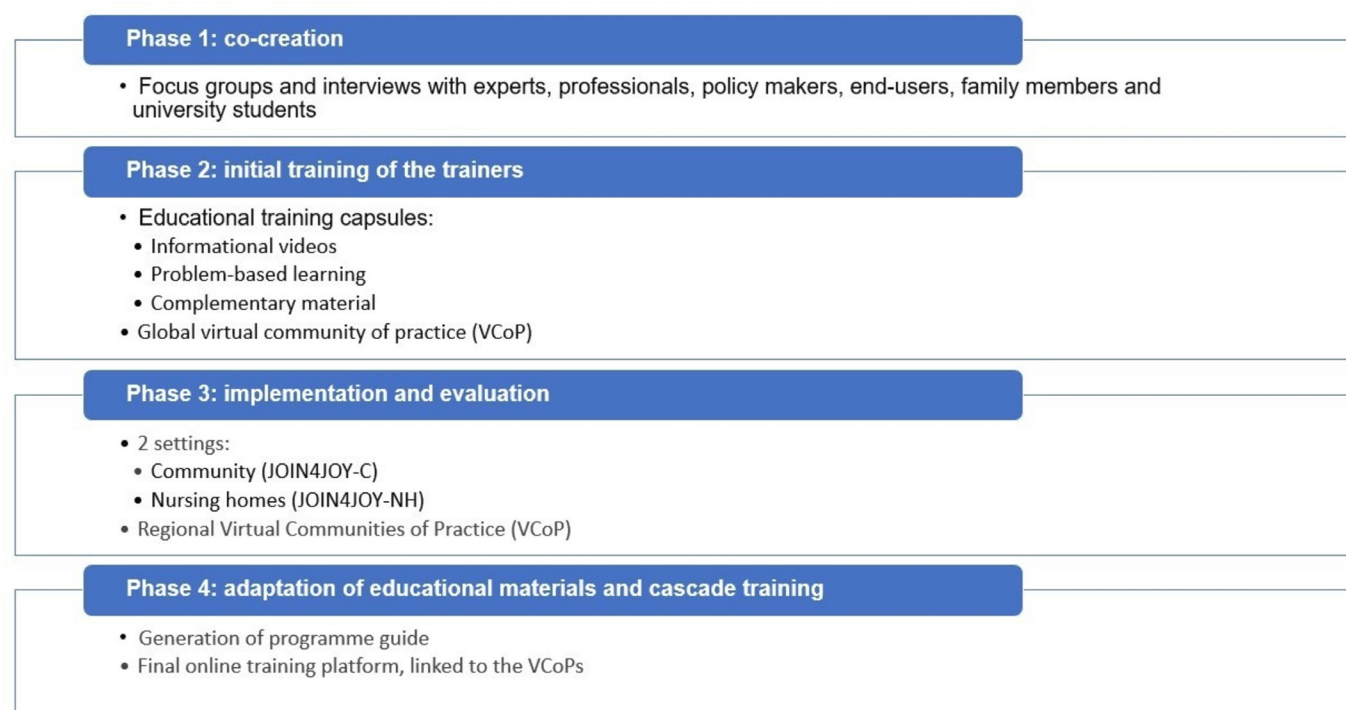 Phase 1: co-creation
• Focus groups and interviews with experts, professionals, policy makers, end-users, family members and
university students
Phase 2: initial training of the trainers
• Educational training capsules:
• Informational videos
• Problem-based learning
• Complementary material
• Global virtual community of practice (VCoP)
Phase 3: implementation and evaluation
• 2 settings:
• Community (JOIN4JOY-C)
• Nursing homes (JOIN4JOY-NH)
• Regional Virtual Communities of Practice (VCoP)
Phase 4: adaptation of educational materials and cascade training
• Generation of programme guide
• Final online training platform, linked to the VCoPs